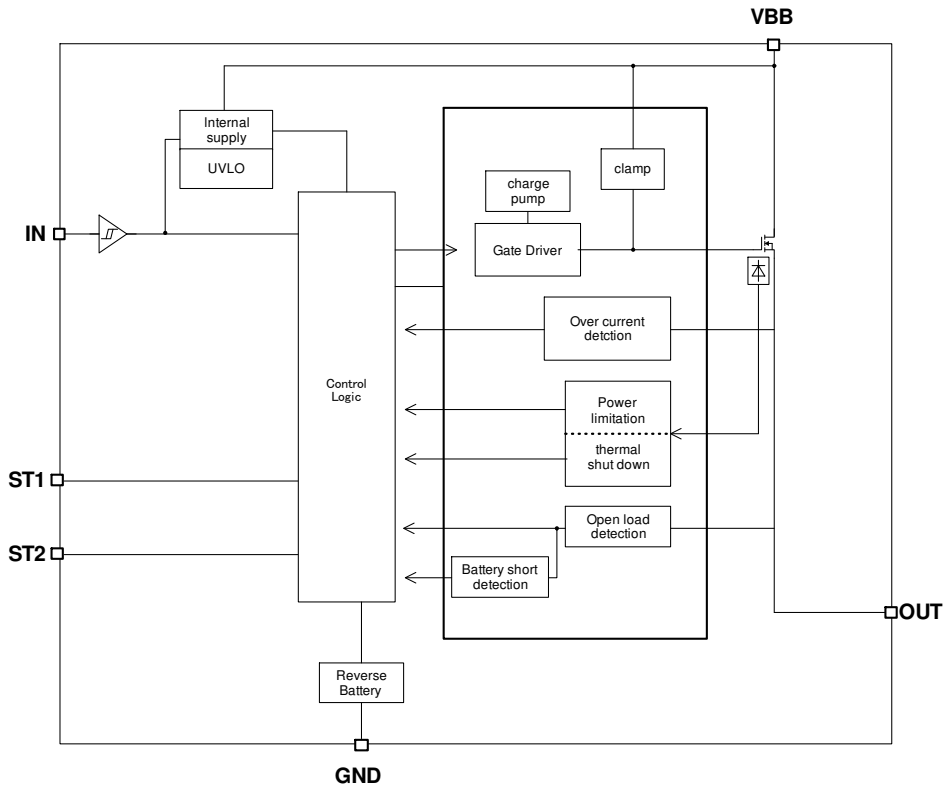 VBB
Internal
supply
UVLO
clamp
charge
pump
IN
Gate Driver
Over current
detction
Control
Logic
Power
limitation
thermal
shut down
ST1
Open load
detection
ST2
Battery short
detection
OUT
Reverse
Battery
GND